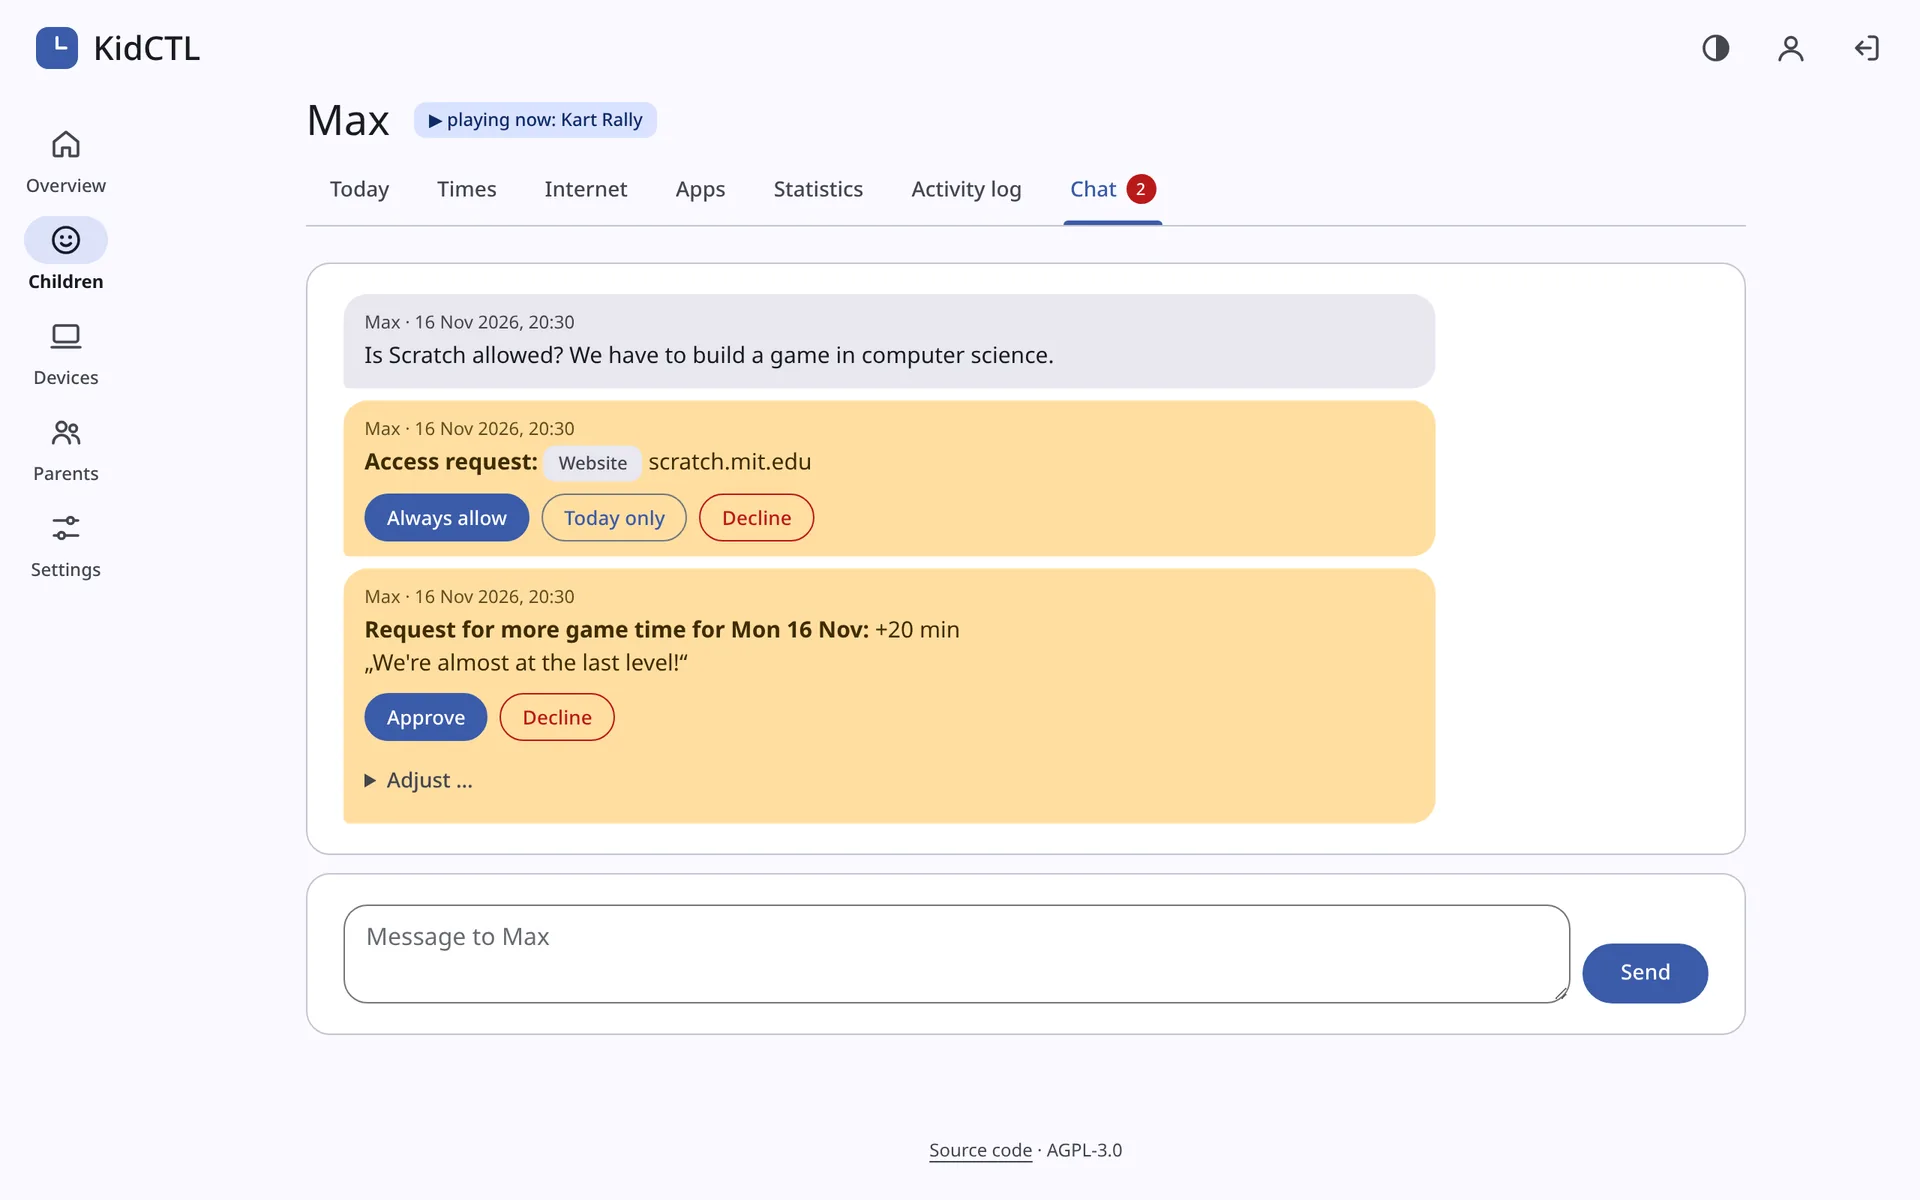 KidCTL
Overview
Children
Devices
Parents
Settings
Max
▶ playing now: Kart Rally
Today Times Internet Apps Statistics Activity log Chat 2
Max · 16 Nov 2026, 20:30
Is Scratch allowed? We have to build a game in computer science.
Max · 16 Nov 2026, 20:30
Access request: Website scratch.mit.edu
Always allow Today only Decline
Max · 16 Nov 2026, 20:30
Request for more game time for Mon 16 Nov: +20 min
„We're almost at the last level!“
Approve Decline
▶ Adjust ...
Message to Max
Send
Source code · AGPL-3.0